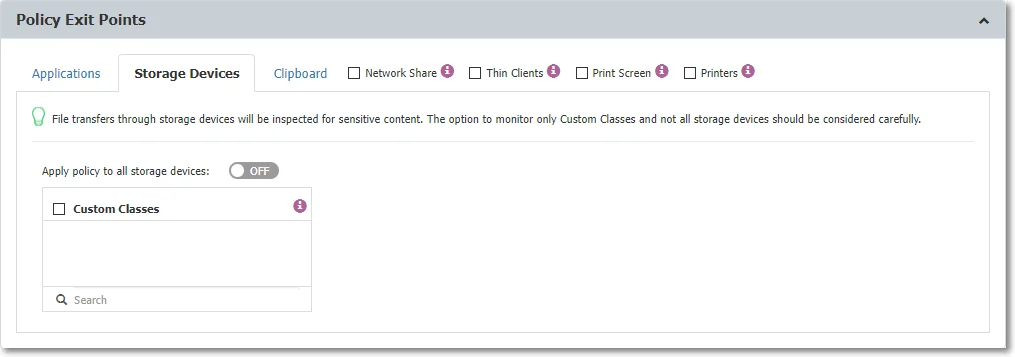 Policy Exit Points
Applications Storage Devices Clipboard Network Share Thin Clients Print Screen Printers
File transfers through storage devices will be inspected for sensitive content. The option to monitor only Custom Classes and not all storage devices should be considered carefully.
Apply policy to all storage devices: OFF
Custom Classes
Search